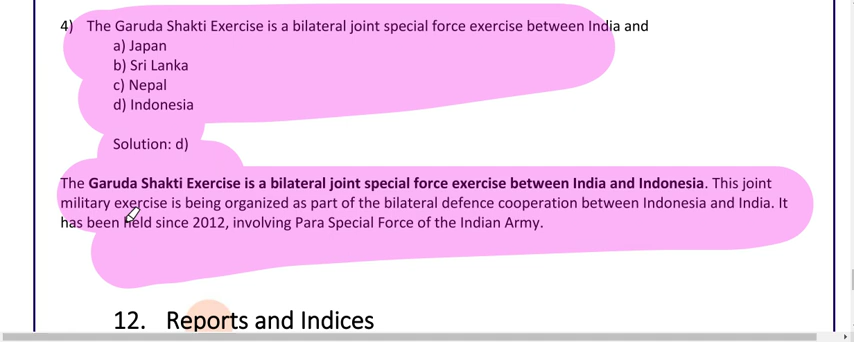 4) The Garuda Shakti Exercise is a bilateral joint special force exercise between India and
a) Japan
b) Sri Lanka
c) Nepal
d) Indonesia
Solution: d)
The Garuda Shakti Exercise is a bilateral joint special force exercise between India and Indonesia. This joint
military exercise is being organized as part of the bilateral defence cooperation between Indonesia and India. It
has been held since 2012, involving Para Special Force of the Indian Army.
12. Reports and Indices